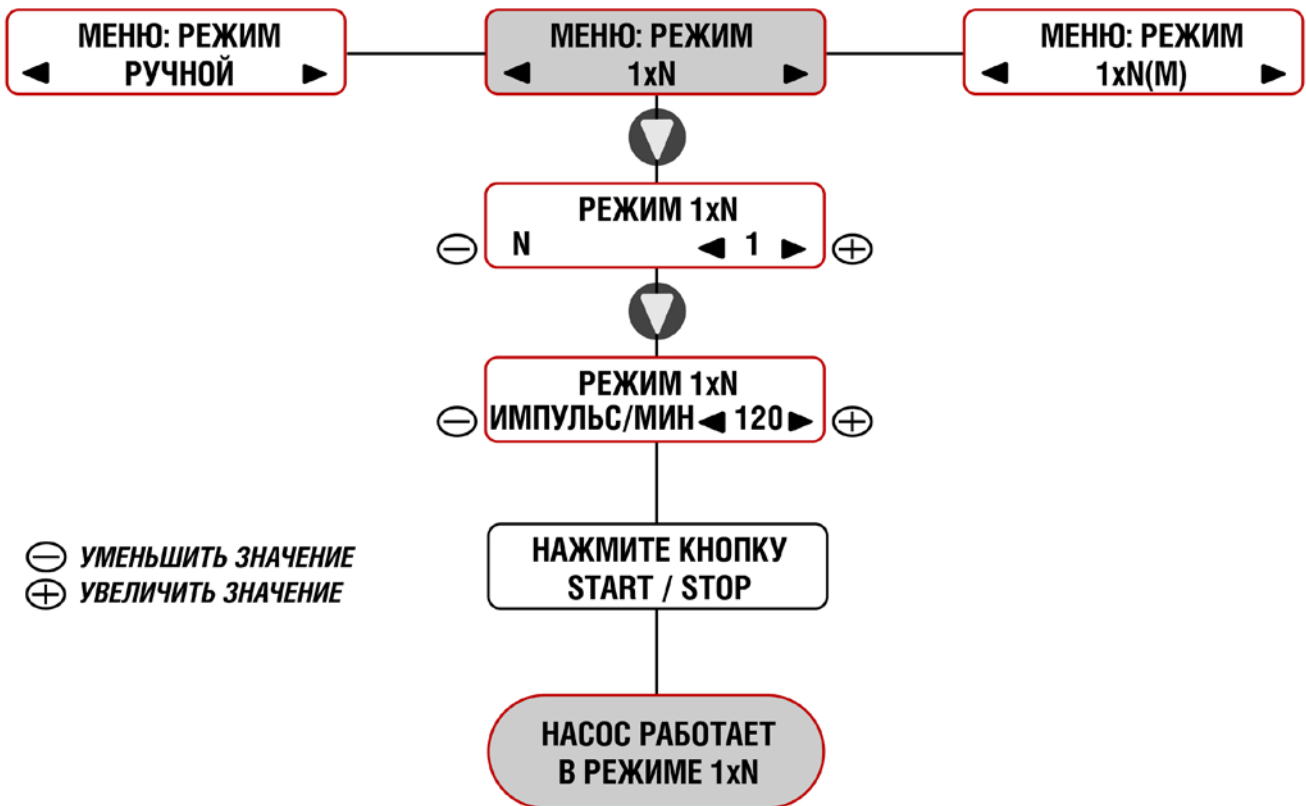 МЕНЮ: РЕЖИМ
◀ РУЧНОЙ ▶
МЕНЮ: РЕЖИМ
◀ 1xN ▶
МЕНЮ: РЕЖИМ
◀ 1xN(M) ▶
РЕЖИМ 1xN
N ◀ 1 ▶
РЕЖИМ 1xN
ИМПУЛЬС/МИН ◀ 120 ▶
УМЕНЬШИТЬ ЗНАЧЕНИЕ
УВЕЛИЧИТЬ ЗНАЧЕНИЕ
НАЖМИТЕ КНОПКУ
START / STOP
НАСОС РАБОТАЕТ
В РЕЖИМЕ 1xN